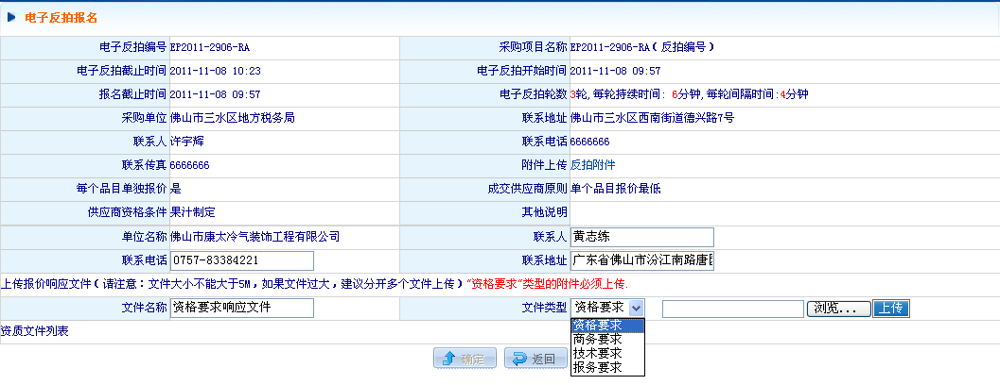 电子反拍报名
电子反拍编号 EP2011-2906-RA 采购项目名称 EP2011-2906-RA(反拍编号)
电子反拍截止时间 2011-11-08 10:23 电子反拍开始时间 2011-11-08 09:57
报名截止时间 2011-11-08 09:57 电子反拍轮数 3轮,每轮持续时间: 6分钟,每轮间隔时间:4分钟
采购单位 佛山市三水区地方税务局 联系地址 佛山市三水区西南街道德兴路7号
联系人 许宇辉 联系电话 6666666
联系传真 6666666 附件上传 反拍附件
每个品目单独报价 是 成交供应商原则 单个品目报价最低
供应商资格条件 果汁制定 其他说明
单位名称 佛山市康太冷气装饰工程有限公司 联系人 黄志练
联系电话 0757-83384221 联系地址 广东省佛山市汾江南路唐
上传报价响应文件(请注意：文件大小不能大于5M，如果文件过大，建议分开多个文件上传)"资格要求"类型的附件必须上传.
文件名称 资格要求响应文件 文件类型 资格要求 浏览... 上传
资格要求
商务要求
技术要求
报务要求
资质文件列表
确定 返回